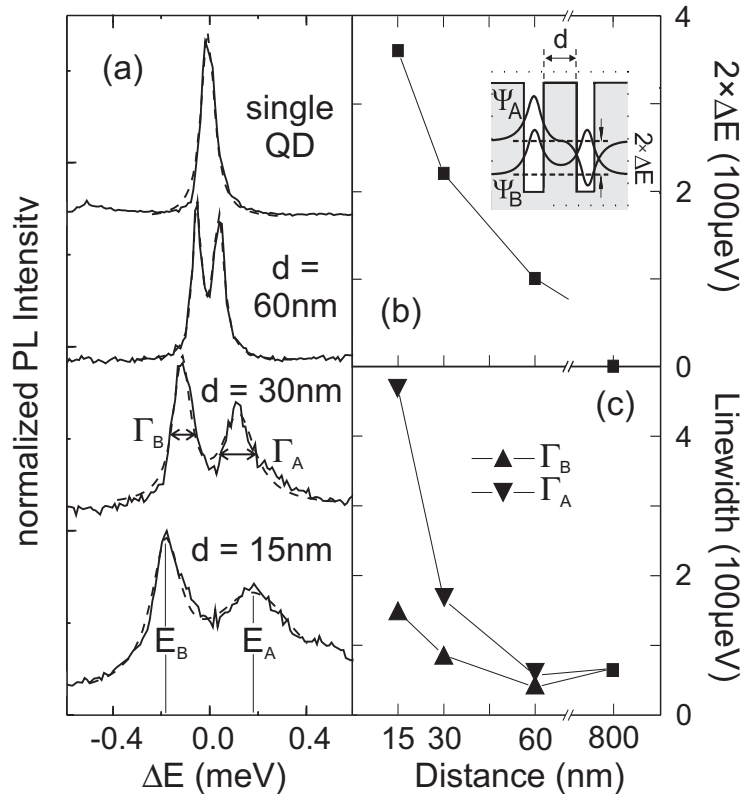 (a)
single
QD
d =
60nm
d = 30nm
Γ_B
Γ_A
d = 15nm
E_B
E_A
normalized PL Intensity
-0.4
0.0
0.4
ΔE (meV)
d
Ψ_A
Ψ_B
2×ΔE
(b)
4
2
0
2×ΔE (100μeV)
(c)
Γ_B
Γ_A
4
2
0
Linewidth (100μeV)
15
30
60
800
Distance (nm)